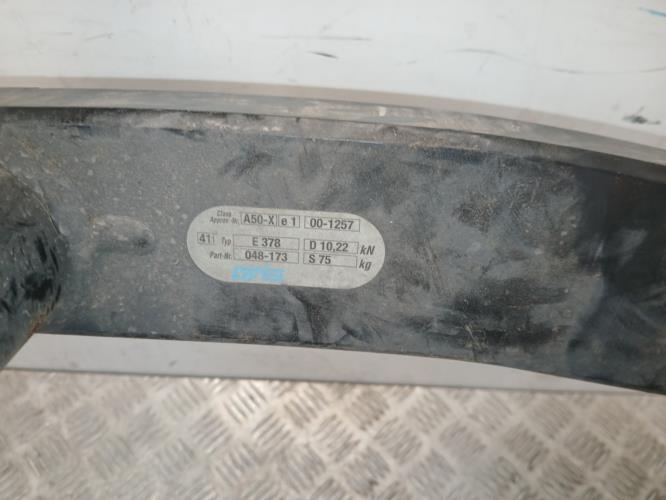 Class
Approv.-Nr. A50-X e 1 00-1257
41 Typ E 378 D 10,22 kN
Part-Nr. 048-173 S 75 kg
oris